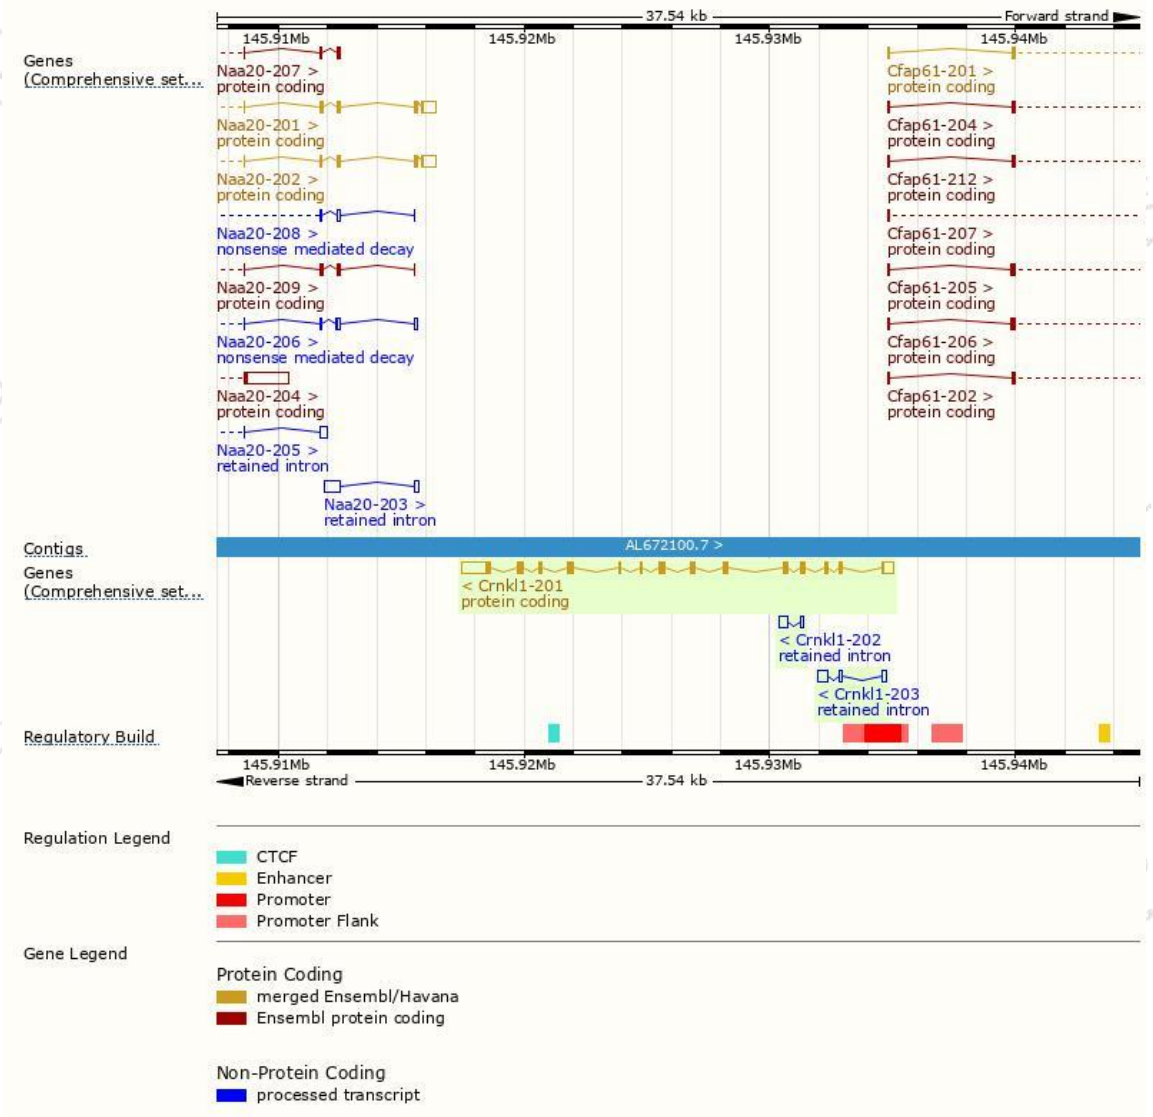 37.54 kb Forward strand
145.91Mb 145.92Mb 145.93Mb 145.94Mb
Genes
(Comprehensive set...
Naa20-207 > Cfap61-201 >
protein coding protein coding
Naa20-201 > Cfap61-204 >
protein coding protein coding
Naa20-202 > Cfap61-212 >
protein coding protein coding
Naa20-208 > Cfap61-207 >
nonsense mediated decay protein coding
Naa20-209 > Cfap61-205 >
protein coding protein coding
Naa20-206 > Cfap61-206 >
nonsense mediated decay protein coding
Naa20-204 > Cfap61-202 >
protein coding protein coding
Naa20-205 >
retained intron
Naa20-203 >
retained intron
Contigs AL672100.7 >
Genes
(Comprehensive set...
< Crnkl1-201
protein coding
< Crnkl1-202
retained intron
< Crnkl1-203
retained intron
Regulatory Build
145.91Mb 145.92Mb 145.93Mb 145.94Mb
Reverse strand 37.54 kb
Regulation Legend
CTCF
Enhancer
Promoter
Promoter Flank
Gene Legend
Protein Coding
merged Ensembl/Havana
Ensembl protein coding
Non-Protein Coding
processed transcript